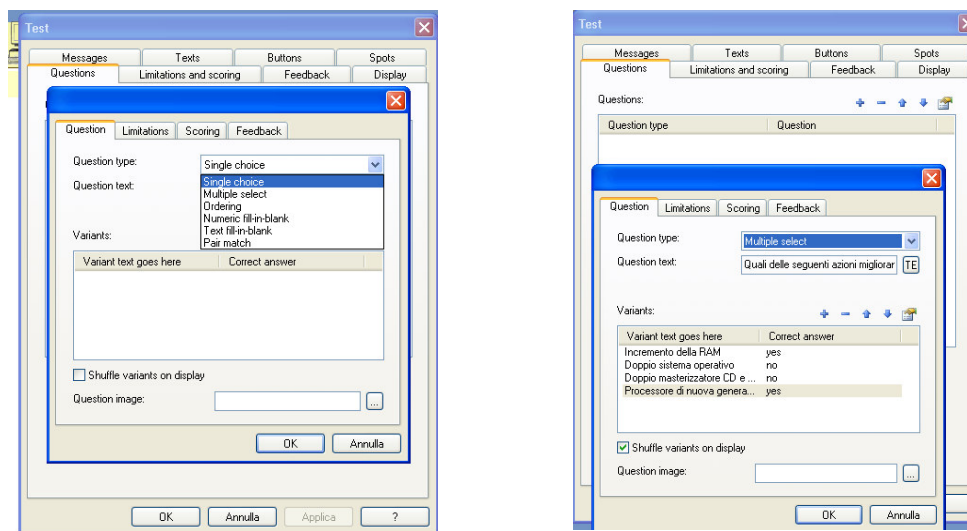 Test
Messages Texts Buttons Spots
Questions Limitations and scoring Feedback Display
Question Limitations Scoring Feedback
Question type: Single choice
Single choice
Question text:
Multiple select
Ordering
Numeric fill-in-blank
Text fill-in-blank
Variants:
Pair match
Variant text goes here Correct answer
Shuffle variants on display
Question image: ...
OK Annulla
OK Annulla Applica ?
Test
Messages Texts Buttons Spots
Questions Limitations and scoring Feedback Display
Questions:
Question type Question
Question Limitations Scoring Feedback
Question type: Multiple select
Question text: Quali delle seguenti azioni migliorar TE
Variants:
Variant text goes here Correct answer
Incremento della RAM yes
Doppio sistema operativo no
Doppio masterizzatore CD e ... no
Processore di nuova genera... yes
Shuffle variants on display
Question image: ...
OK Annulla